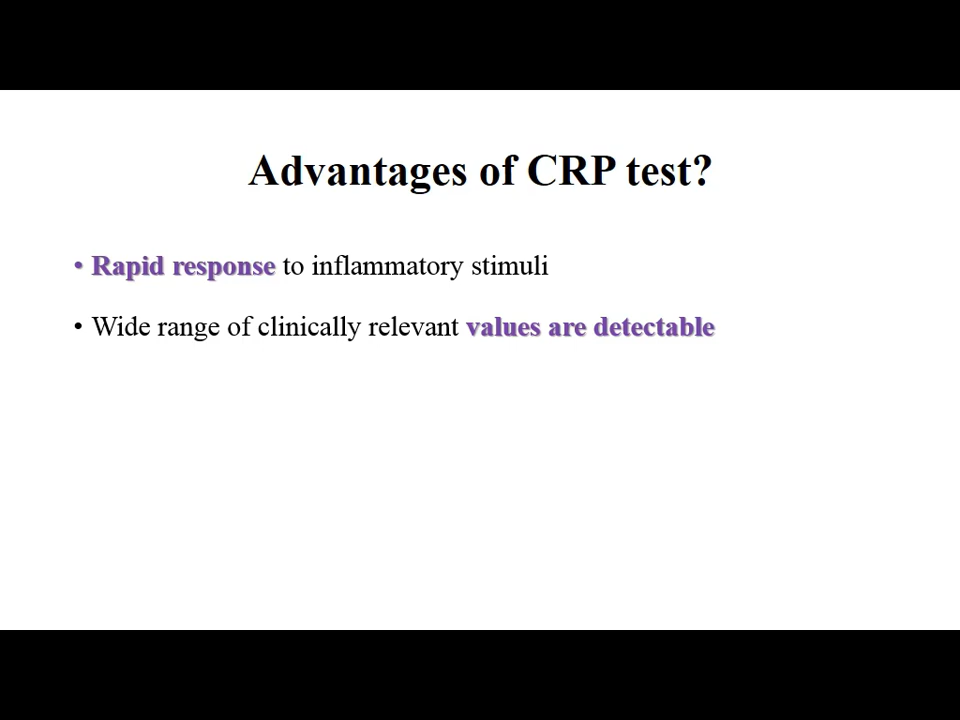 Advantages of CRP test?
• Rapid response to inflammatory stimuli
• Wide range of clinically relevant values are detectable